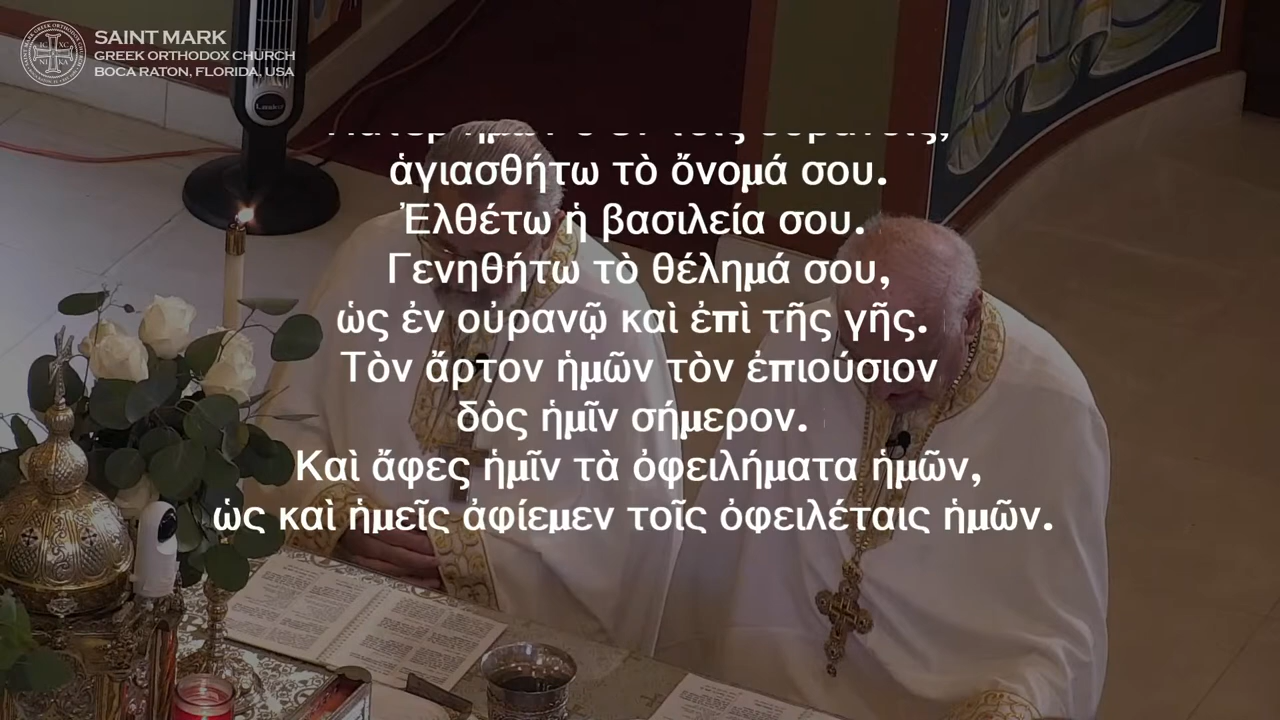 SAINT MARK
GREEK ORTHODOX CHURCH
BOCA RATON, FLORIDA, USA
ἁγιασθήτω τὸ ὄνομά σου.
Ἐλθέτω ἡ βασιλεία σου.
Γενηθήτω τὸ θέλημά σου,
ὡς ἐν οὐρανῷ καὶ ἐπὶ τῆς γῆς.
Τὸν ἄρτον ἡμῶν τὸν ἐπιούσιον
δὸς ἡμῖν σήμερον.
Καὶ ἄφες ἡμῖν τὰ ὀφειλήματα ἡμῶν,
ὡς καὶ ἡμεῖς ἀφίεμεν τοῖς ὀφειλέταις ἡμῶν.